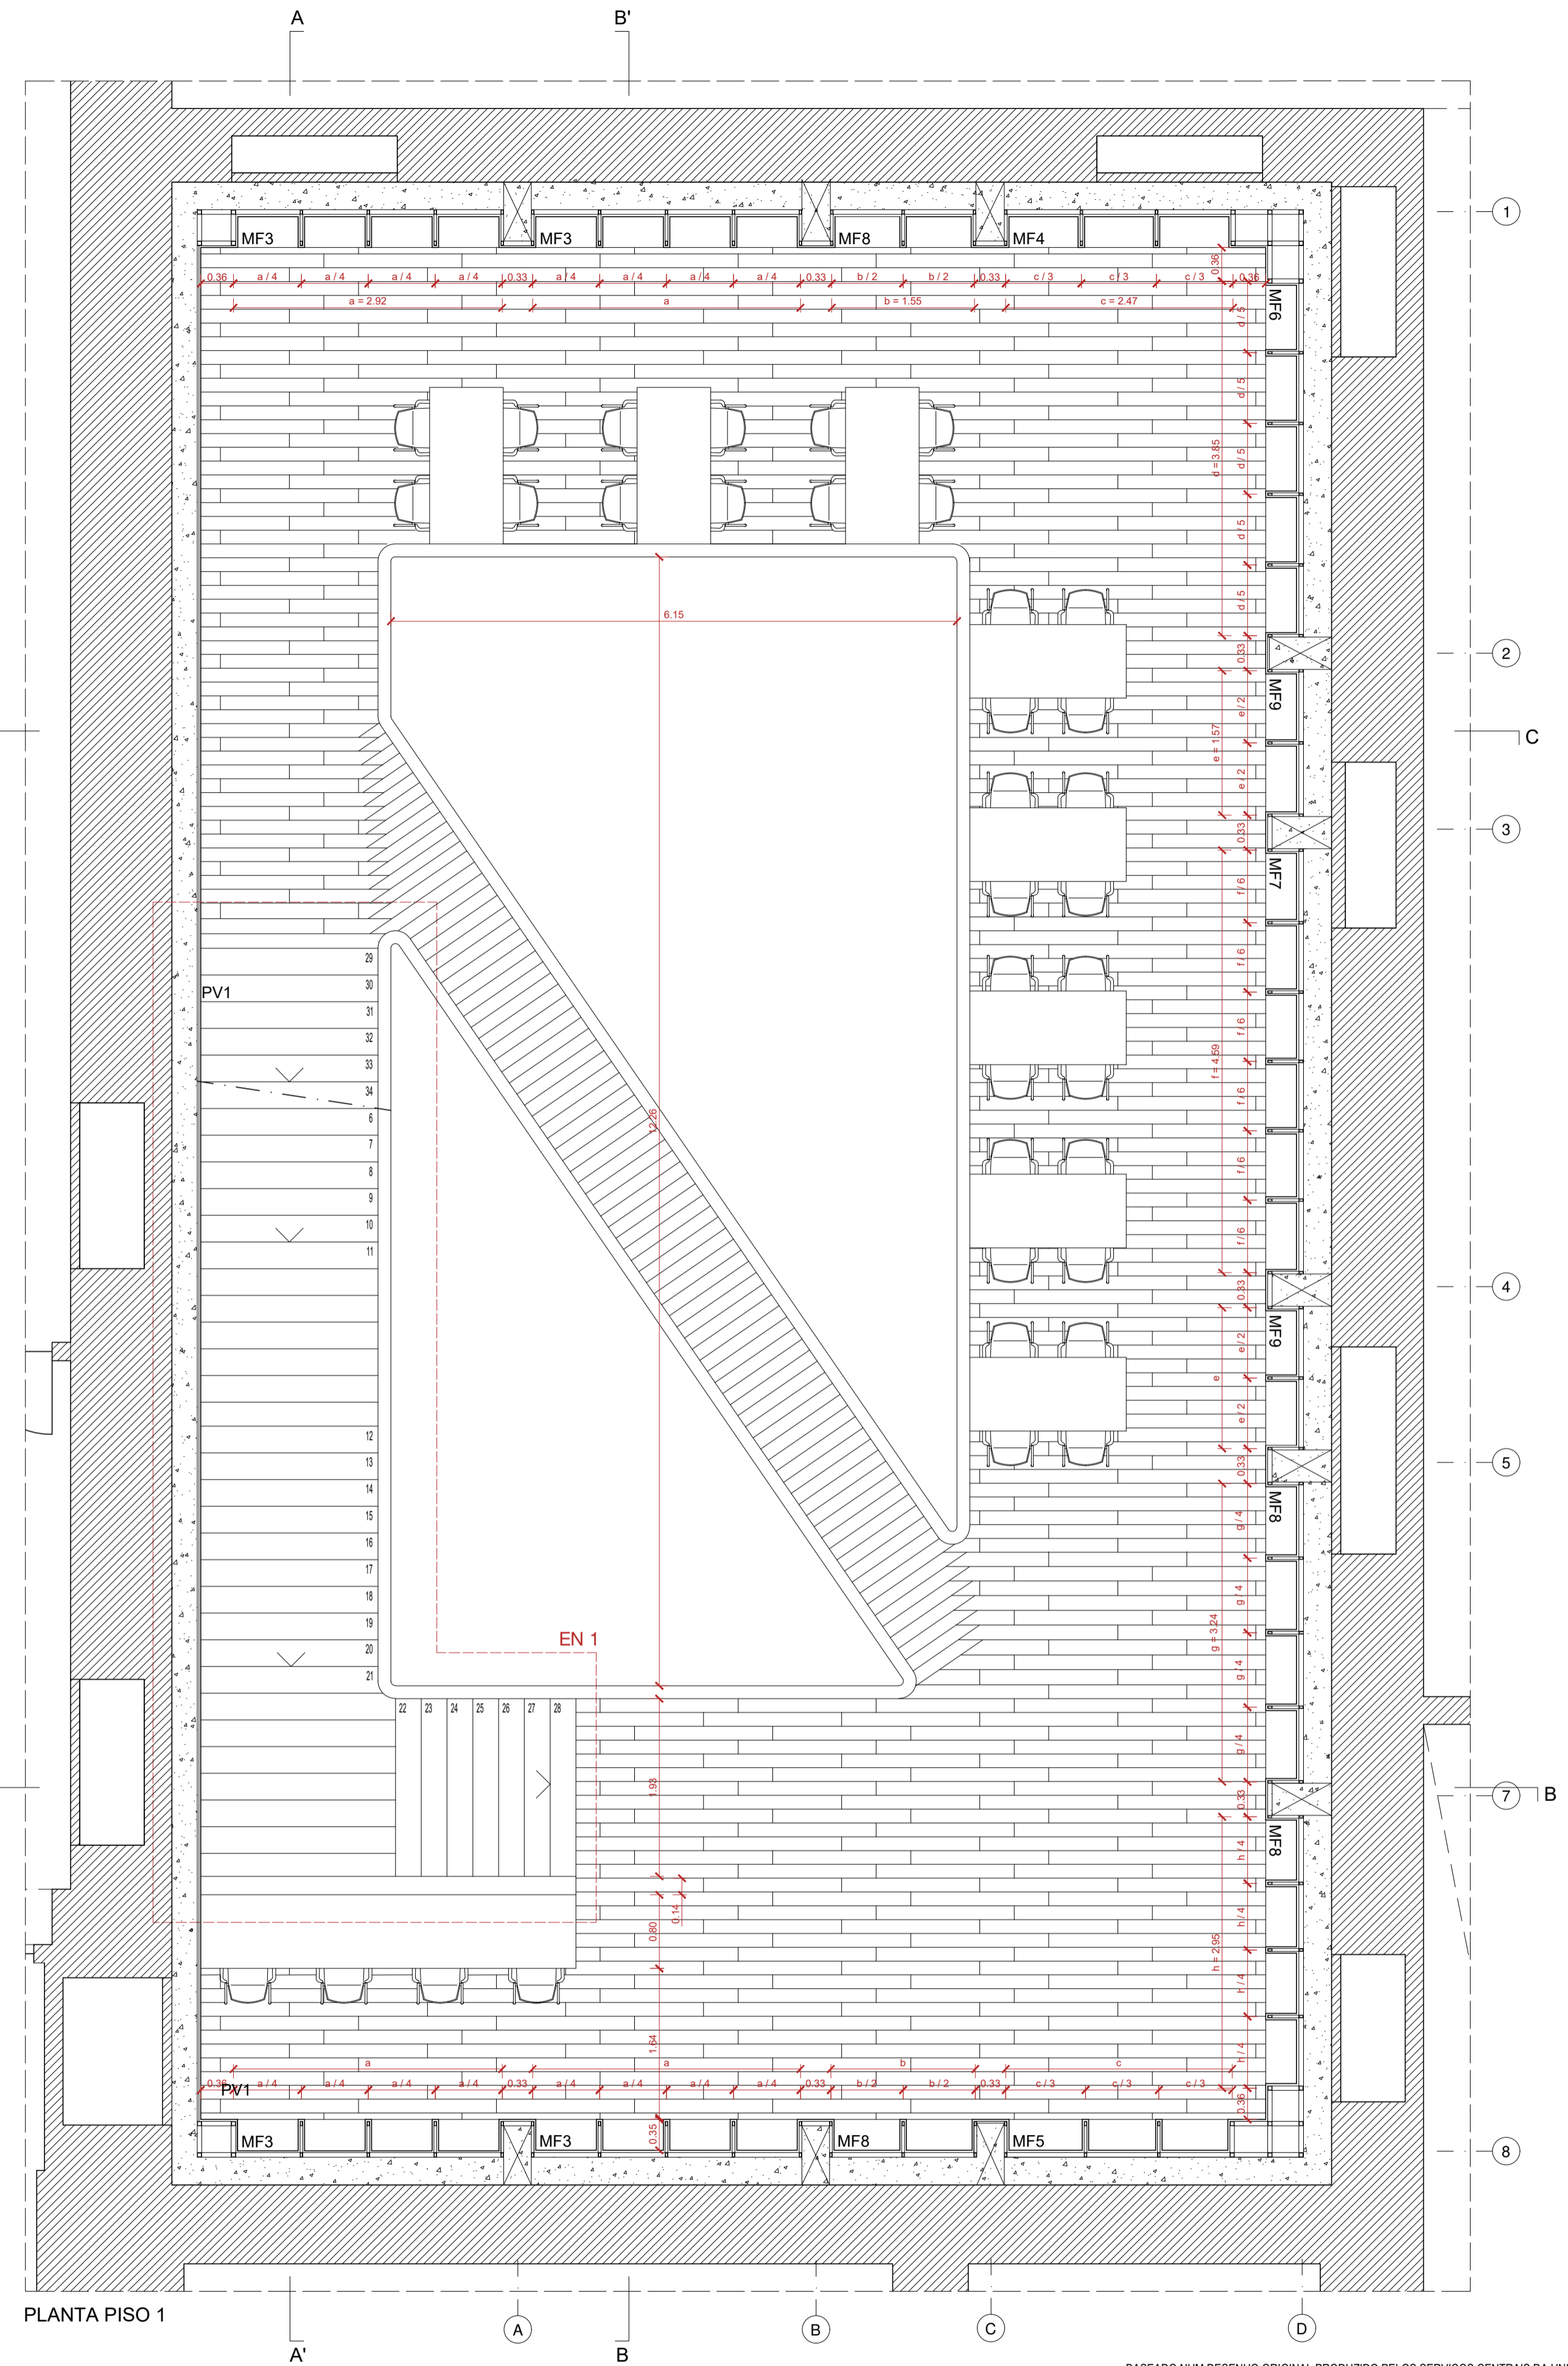 A
B'
1
MF3
MF3
MF8
MF4
0.36
a / 4
a / 4
a / 4
a / 4
0.33
a / 4
a / 4
a / 4
a / 4
0.33
b / 2
b / 2
0.33
c / 3
c / 3
c / 3
0.36
0.36
a = 2.92
a
b = 1.55
c = 2.47
MF6
d / 5
d / 5
d / 5
d / 5
d / 5
d = 3.85
6.15
0.33
2
MF9
e / 2
e = 1.57
C
e / 2
0.33
3
MF7
f / 6
f / 6
f / 6
f = 4.59
f / 6
f / 6
f / 6
29
30
PV1
31
32
33
34
6
7
8
9
10
11
12.26
0.33
4
MF9
e / 2
e
e / 2
12
13
14
15
16
17
18
19
20
21
0.33
5
MF8
g / 4
g / 4
g = 3.24
g / 4
g / 4
EN 1
22
23
24
25
26
27
28
1.93
0.33
7
B
MF8
h / 4
h / 4
h = 2.95
h / 4
h / 4
0.14
0.80
1.64
a
a
b
c
0.36
a / 4
a / 4
a / 4
a / 4
0.33
a / 4
a / 4
a / 4
a / 4
0.33
b / 2
b / 2
0.33
c / 3
c / 3
c / 3
0.36
PV1
0.35
MF3
MF3
MF8
MF5
8
PLANTA PISO 1
A
B
C
D
A'
B